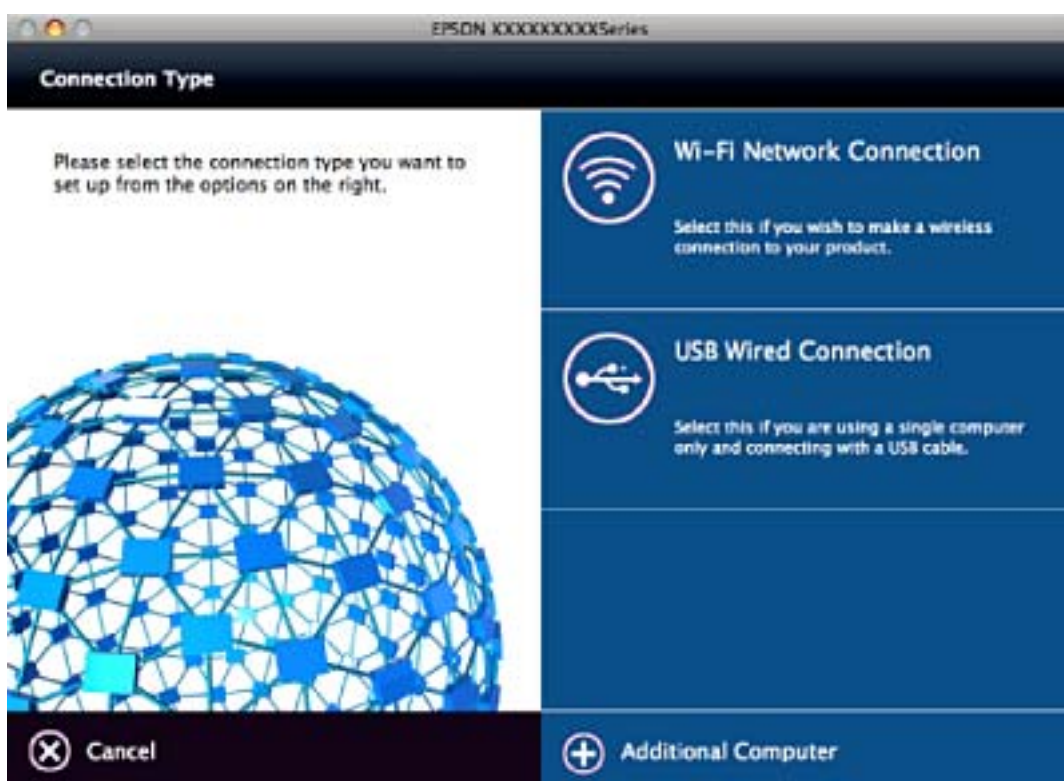 EPSON XXXXXXXXXSeries
Connection Type
Please select the connection type you want to
set up from the options on the right.
Wi-Fi Network Connection
Select this if you wish to make a wireless
connection to your product.
USB Wired Connection
Select this if you are using a single computer
only and connecting with a USB cable.
Cancel
Additional Computer